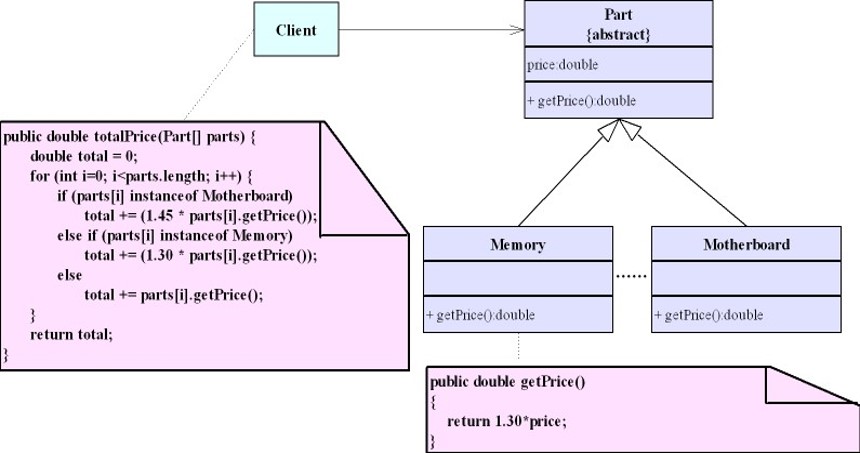 Client
Part
{abstract}
price:double
+ getPrice():double
public double totalPrice(Part[] parts) {
double total = 0;
for (int i=0; i<parts.length; i++) {
if (parts[i] instanceof Motherboard)
total += (1.45 * parts[i].getPrice());
else if (parts[i] instanceof Memory)
total += (1.30 * parts[i].getPrice());
else
total += parts[i].getPrice();
}
return total;
}
Memory
+ getPrice():double
......
Motherboard
+ getPrice():double
public double getPrice()
{
return 1.30*price;
}